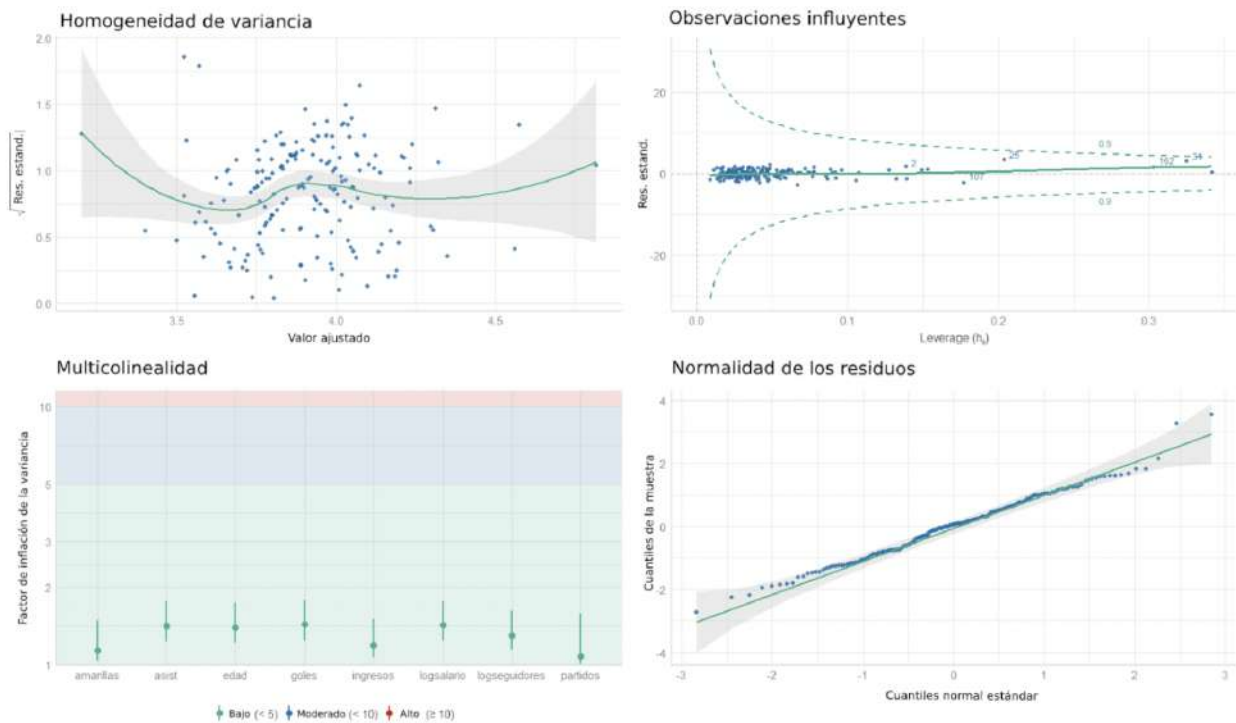 Homogeneidad de variancia
√|Res. estand.|
2.0
1.5
1.0
0.5
0.0
3.5
4.0
4.5
Valor ajustado
Observaciones influyentes
Res. estand.
20
0
-20
0.9
0.9
2
25
107
192
54
0.0
0.1
0.2
0.3
Leverage (hᵢᵢ)
Multicolinealidad
Factor de inflación de la variancia
10
5
3
2
1
amarillas
asist
edad
goles
ingresos
logsalario
logseguidores
partidos
Bajo (< 5)
Moderado (< 10)
Alto (≥ 10)
Normalidad de los residuos
Cuantiles de la muestra
4
2
0
-2
-4
-3
-2
-1
0
1
2
3
Cuantiles normal estándar